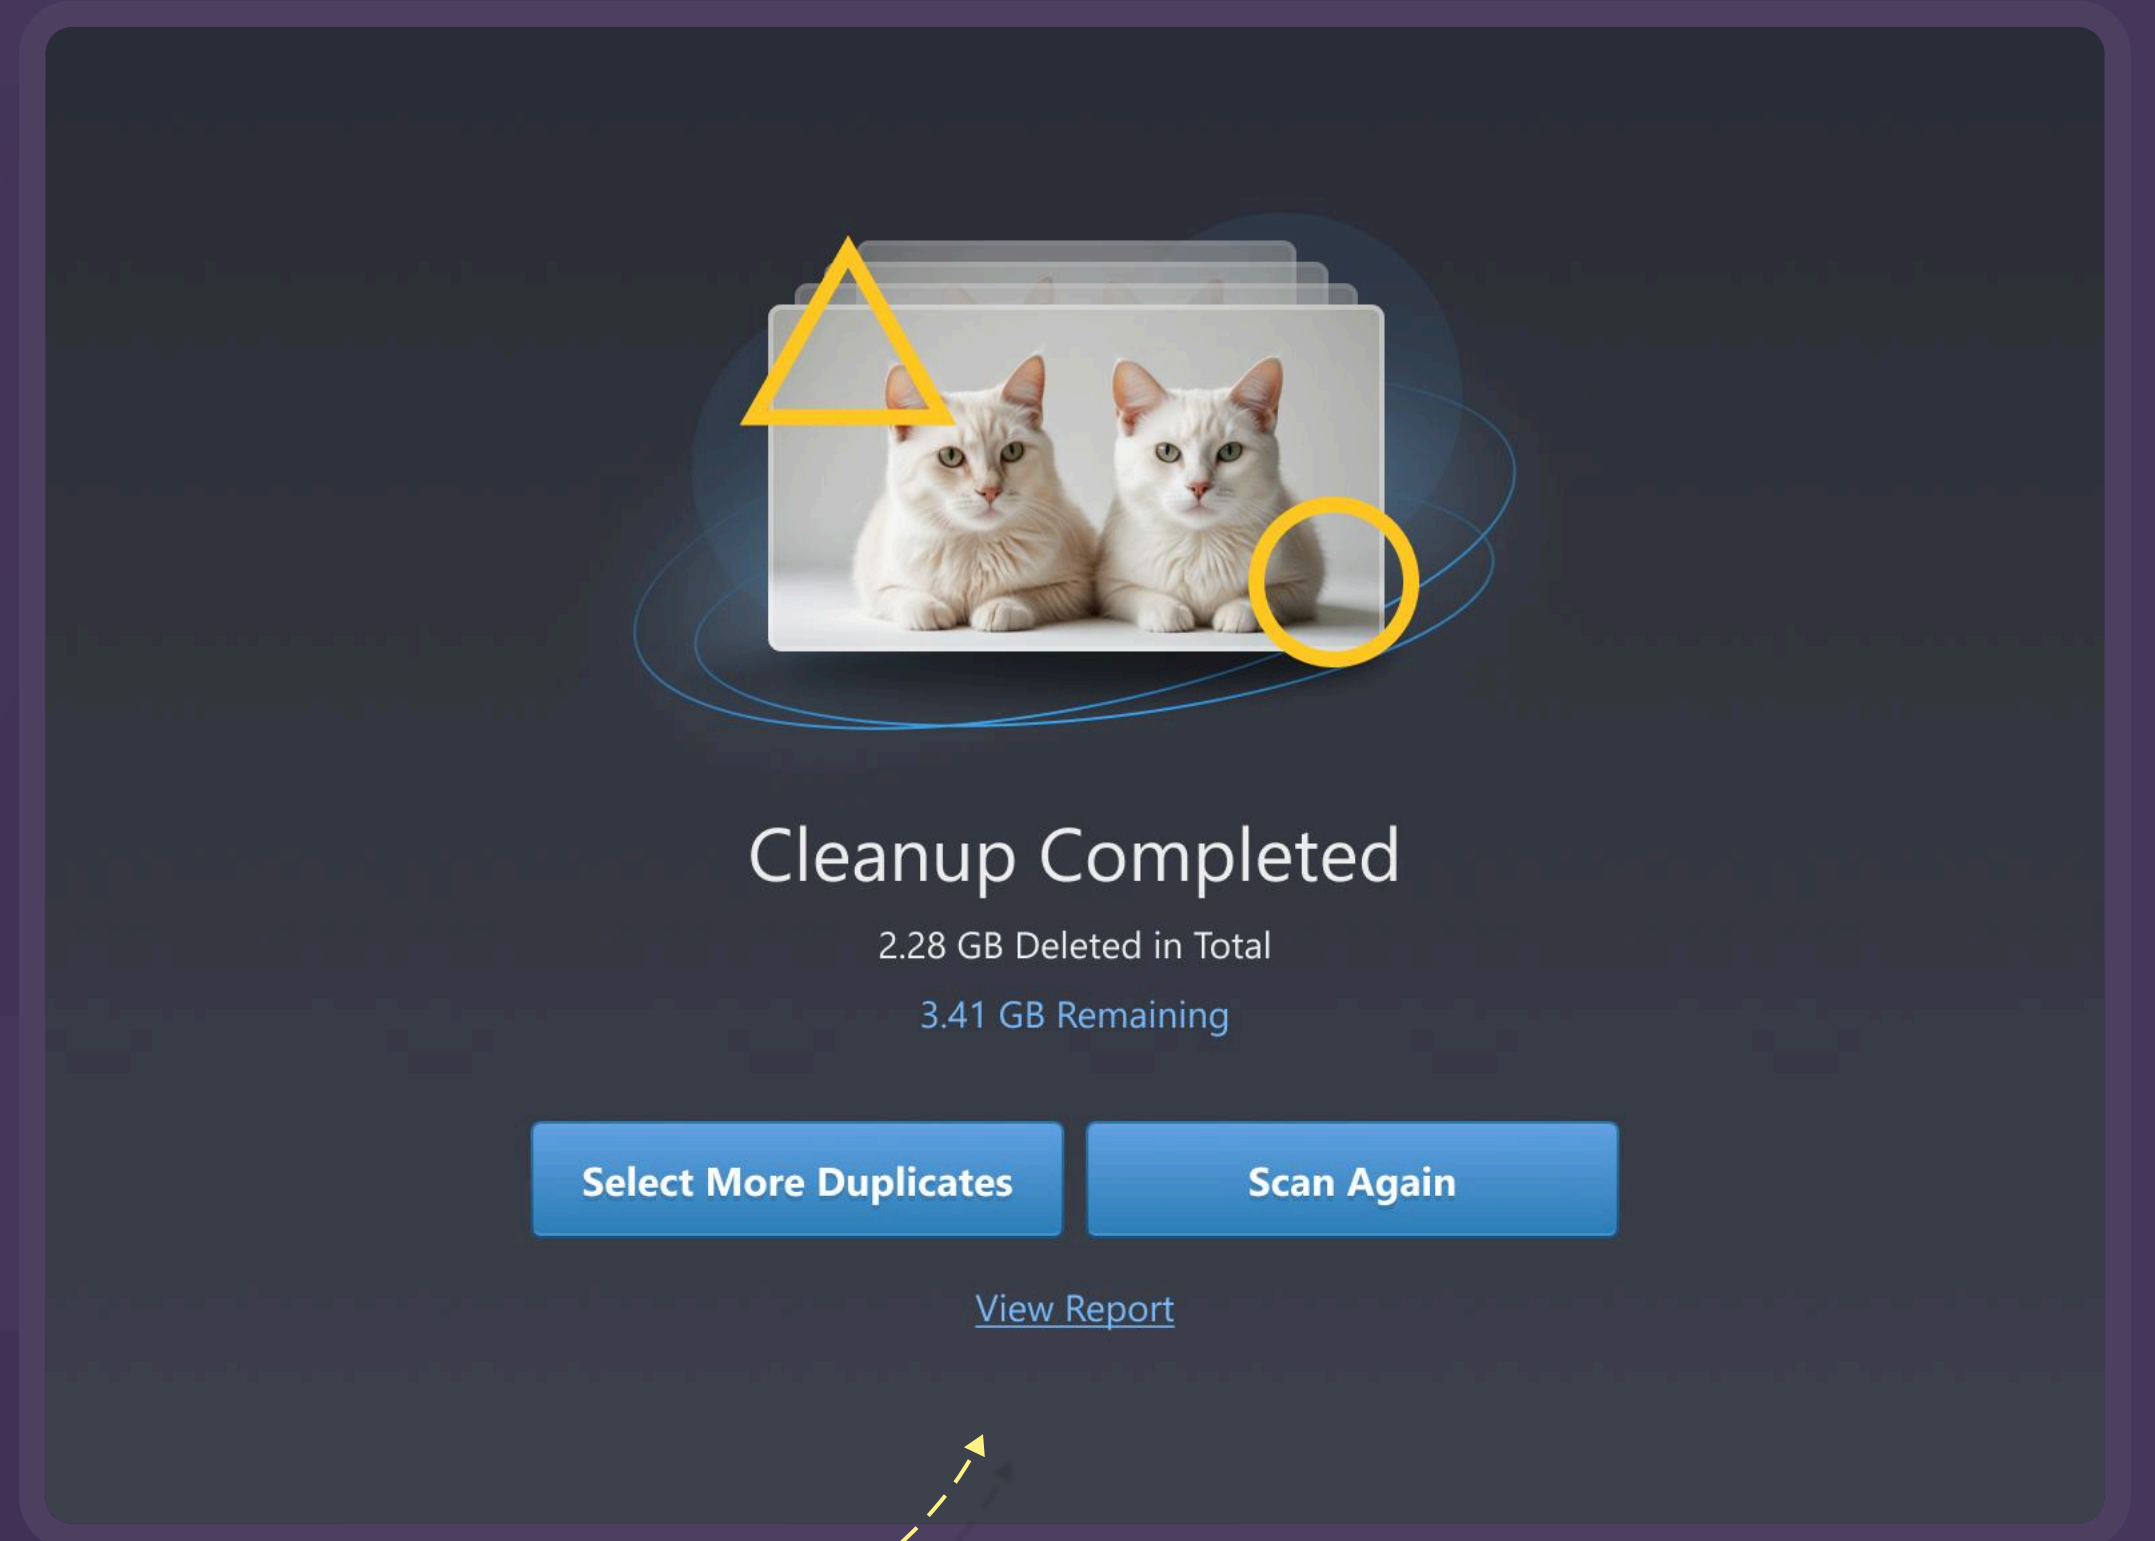 Cleanup Completed
2.28 GB Deleted in Total
3.41 GB Remaining
Select More Duplicates
Scan Again
View Report